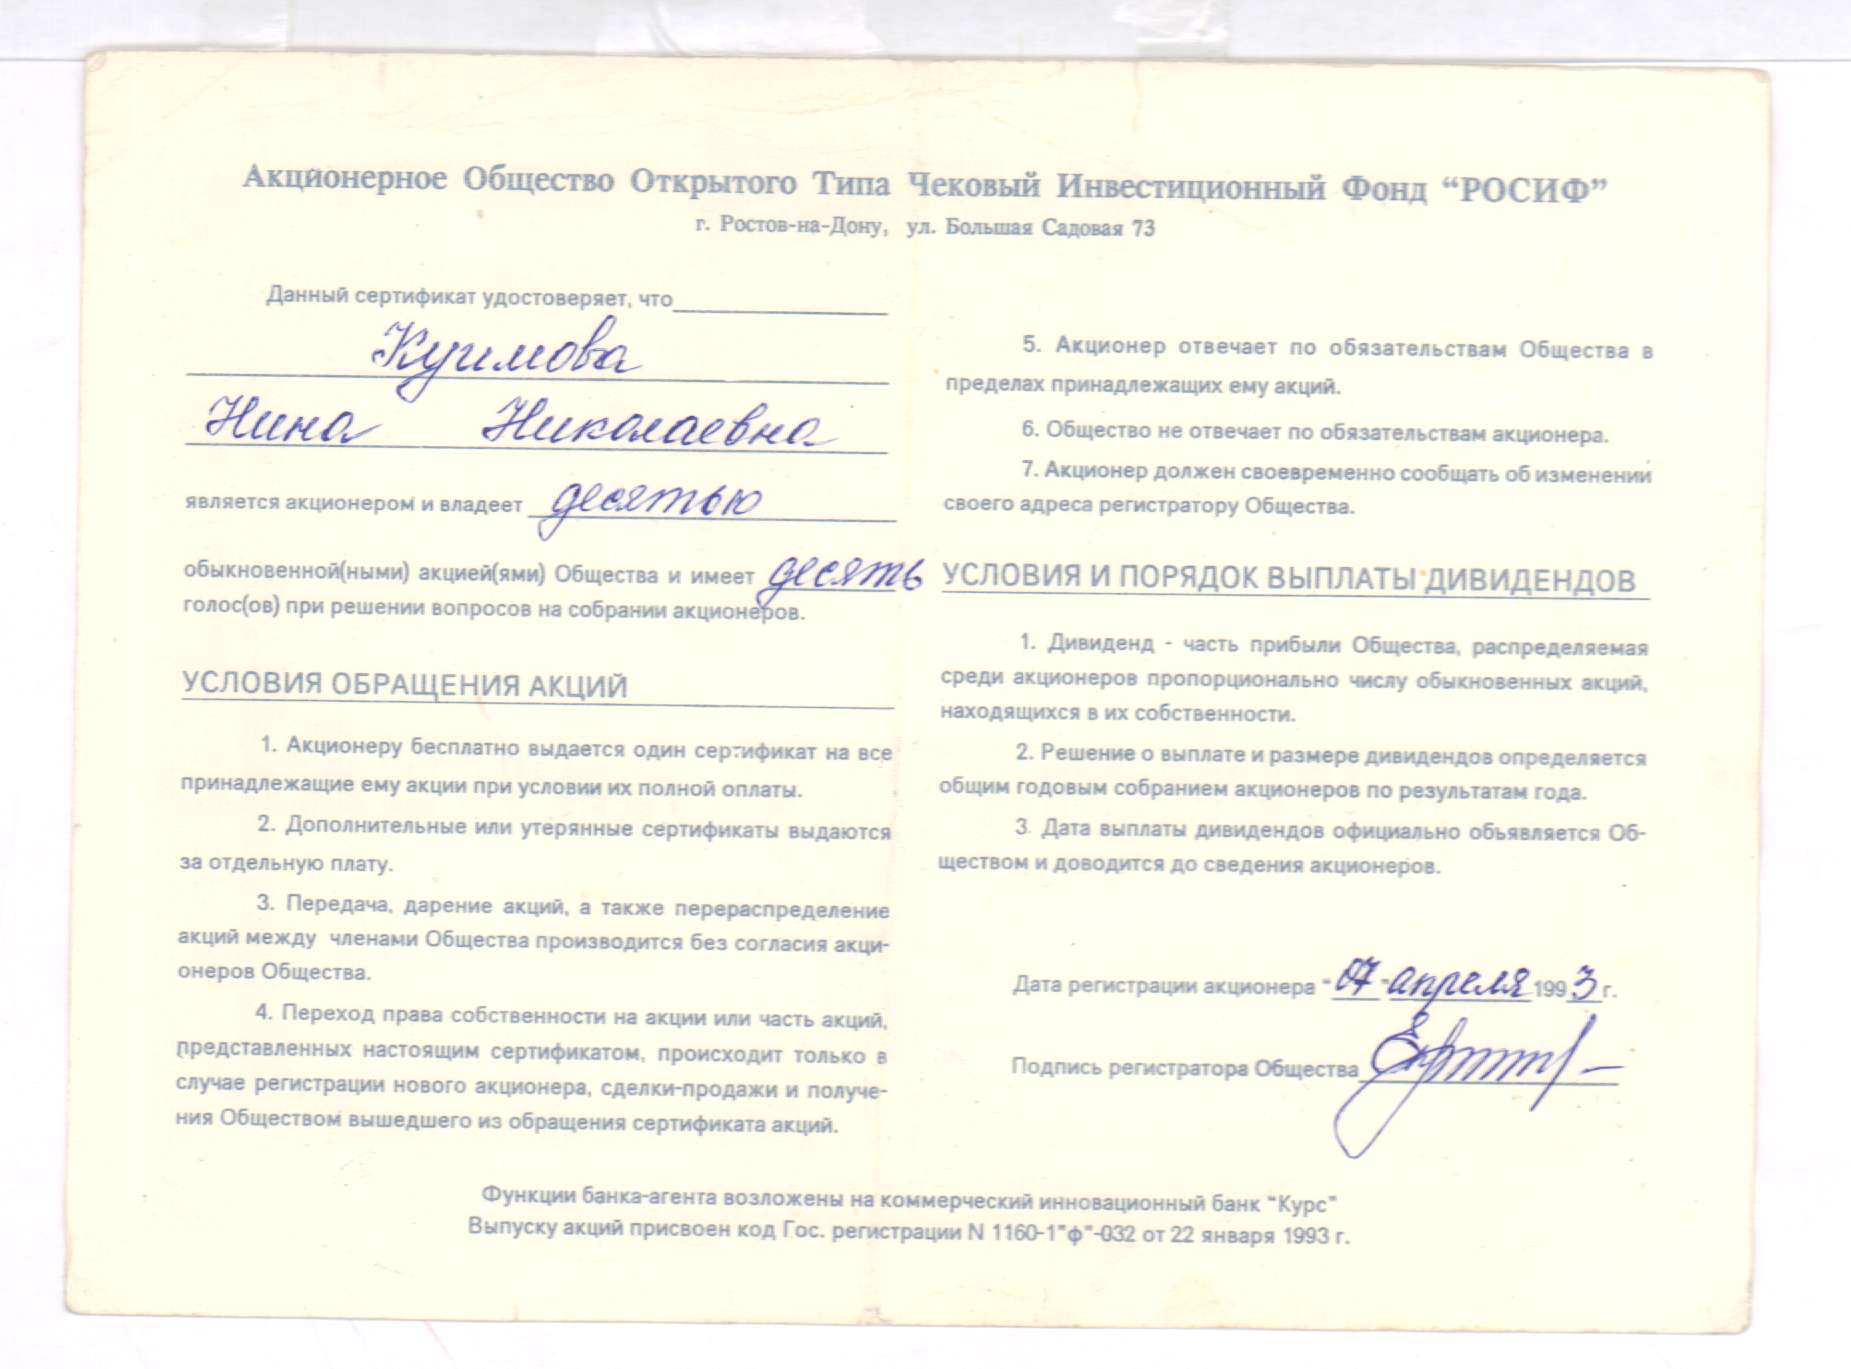 Акционерное Общество Открытого Типа Чековый Инвестиционный Фонд “РОСИФ”
г. Ростов-на-Дону, ул. Большая Садовая 73
Данный сертификат удостоверяет, что
Куимова
Нина Николаевна
является акционером и владеет десятью
обыкновенной(ными) акцией(ями) Общества и имеет десять
голос(ов) при решении вопросов на собрании акционеров.
УСЛОВИЯ ОБРАЩЕНИЯ АКЦИЙ
1. Акционеру бесплатно выдается один сертификат на все
принадлежащие ему акции при условии их полной оплаты.
2. Дополнительные или утерянные сертификаты выдаются
за отдельную плату.
3. Передача, дарение акций, а также перераспределение
акций между членами Общества производится без согласия акци-
онеров Общества.
4. Переход права собственности на акции или часть акций,
представленных настоящим сертификатом, происходит только в
случае регистрации нового акционера, сделки-продажи и получе-
ния Обществом вышедшего из обращения сертификата акций.
5. Акционер отвечает по обязательствам Общества в
пределах принадлежащих ему акций.
6. Общество не отвечает по обязательствам акционера.
7. Акционер должен своевременно сообщать об изменении
своего адреса регистратору Общества.
УСЛОВИЯ И ПОРЯДОК ВЫПЛАТЫ ДИВИДЕНДОВ
1. Дивиденд - часть прибыли Общества, распределяемая
среди акционеров пропорционально числу обыкновенных акций,
находящихся в их собственности.
2. Решение о выплате и размере дивидендов определяется
общим годовым собранием акционеров по результатам года.
3. Дата выплаты дивидендов официально обьявляется Об-
ществом и доводится до сведения акционеров.
Дата регистрации акционера "07" апреля 1993 г.
Подпись регистратора Общества
Функции банка-агента возложены на коммерческий инновационный банк “Курс”
Выпуску акций присвоен код Гос. регистрации N 1160-1"ф"-032 от 22 января 1993 г.